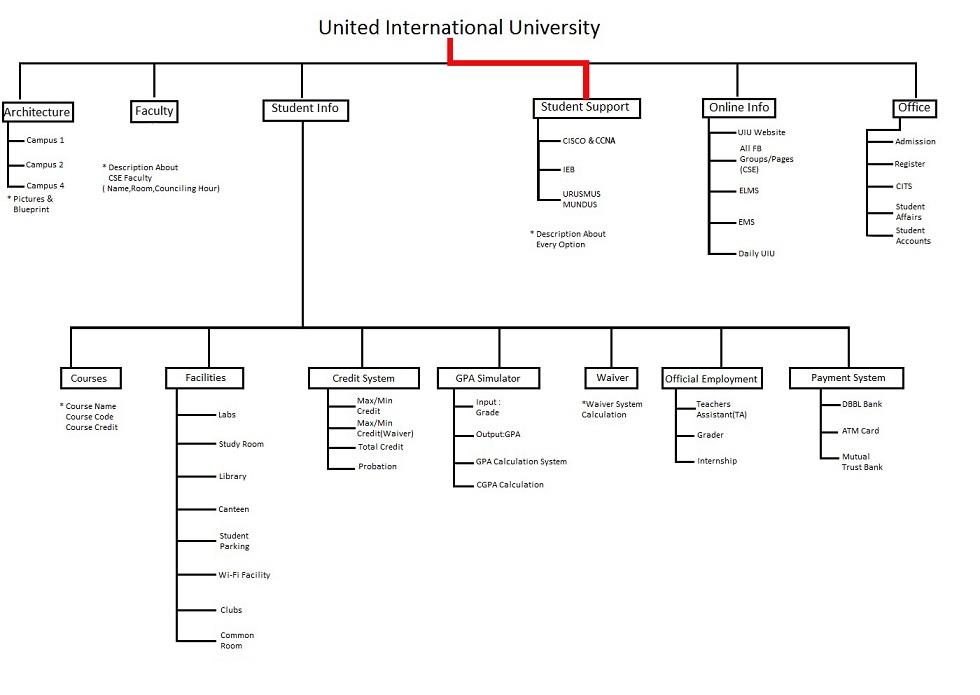 United International University
Architecture
Campus 1
Campus 2
Campus 4
* Pictures &
Blueprint
Faculty
* Description About
CSE Faculty
( Name,Room,Counciling Hour)
Student Info
Student Support
CISCO & CCNA
IEB
URUSMUS
MUNDUS
* Description About
Every Option
Online Info
UIU Website
All FB
Groups/Pages
(CSE)
ELMS
EMS
Daily UIU
Office
Admission
Register
CITS
Student
Affairs
Student
Accounts
Courses
* Course Name
Course Code
Course Credit
Facilities
Labs
Study Room
Library
Canteen
Student
Parking
Wi-Fi Facility
Clubs
Common
Room
Credit System
Max/Min
Credit
Max/Min
Credit(Waiver)
Total Credit
Probation
GPA Simulator
Input :
Grade
Output:GPA
GPA Calculation System
CGPA Calculation
Waiver
*Waiver System
Calculation
Official Employment
Teachers
Assistant(TA)
Grader
Internship
Payment System
DBBL Bank
ATM Card
Mutual
Trust Bank